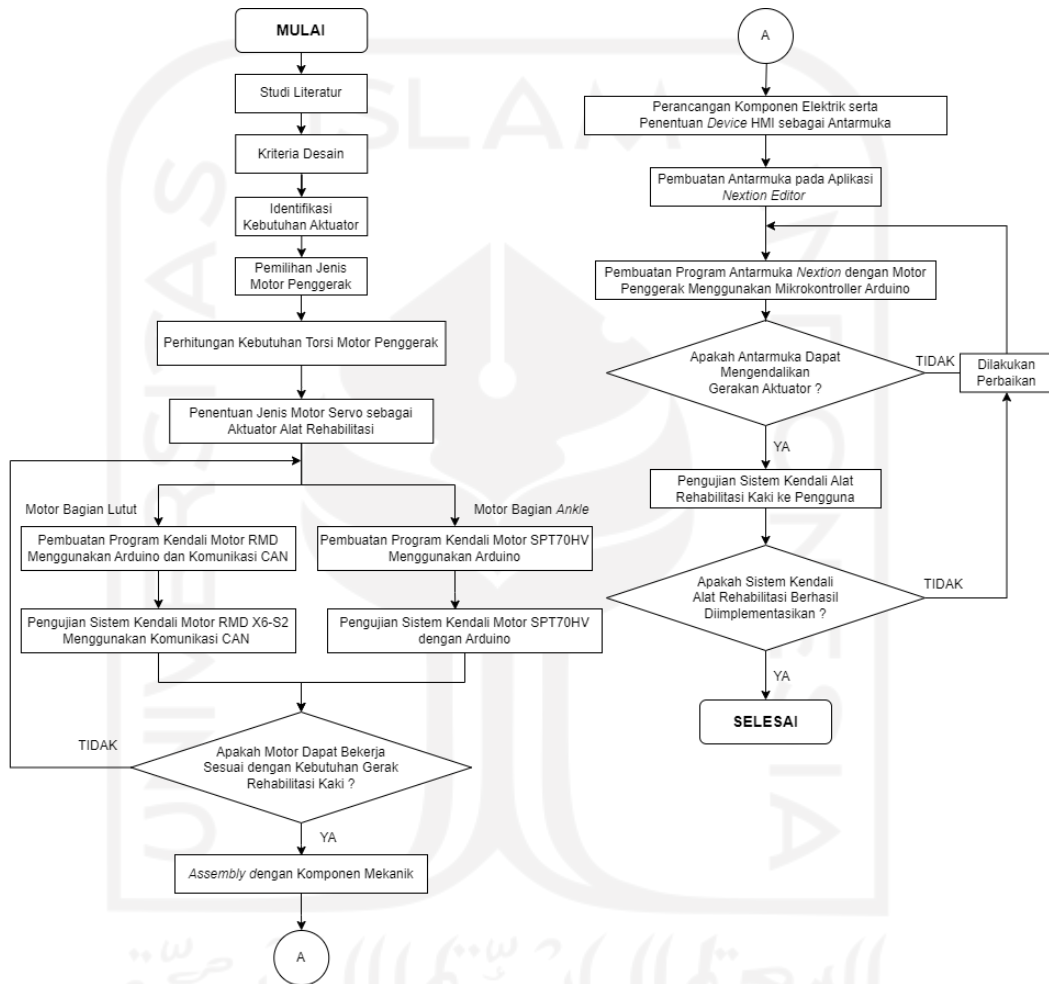 MULAI
Studi Literatur
Kriteria Desain
Identifikasi
Kebutuhan Aktuator
Pemilihan Jenis
Motor Penggerak
Perhitungan Kebutuhan Torsi Motor Penggerak
Penentuan Jenis Motor Servo sebagai
Aktuator Alat Rehabilitasi
Motor Bagian Lutut
Pembuatan Program Kendali Motor RMD
Menggunakan Arduino dan Komunikasi CAN
Pengujian Sistem Kendali Motor RMD X6-S2
Menggunakan Komunikasi CAN
Motor Bagian Ankle
Pembuatan Program Kendali Motor SPT70HV
Menggunakan Arduino
Pengujian Sistem Kendali Motor SPT70HV
dengan Arduino
TIDAK
Apakah Motor Dapat Bekerja
Sesuai dengan Kebutuhan Gerak
Rehabilitasi Kaki ?
YA
Assembly dengan Komponen Mekanik
A
A
Perancangan Komponen Elektrik serta
Penentuan Device HMI sebagai Antarmuka
Pembuatan Antarmuka pada Aplikasi
Nextion Editor
Pembuatan Program Antarmuka Nextion dengan Motor
Penggerak Menggunakan Mikrokontroller Arduino
Apakah Antarmuka Dapat
Mengendalikan
Gerakan Aktuator ?
TIDAK
Dilakukan
Perbaikan
YA
Pengujian Sistem Kendali Alat
Rehabilitasi Kaki ke Pengguna
Apakah Sistem Kendali
Alat Rehabilitasi Berhasil
Diimplementasikan ?
TIDAK
YA
SELESAI
ISLAM
UNIVERSITAS
INDONESIA